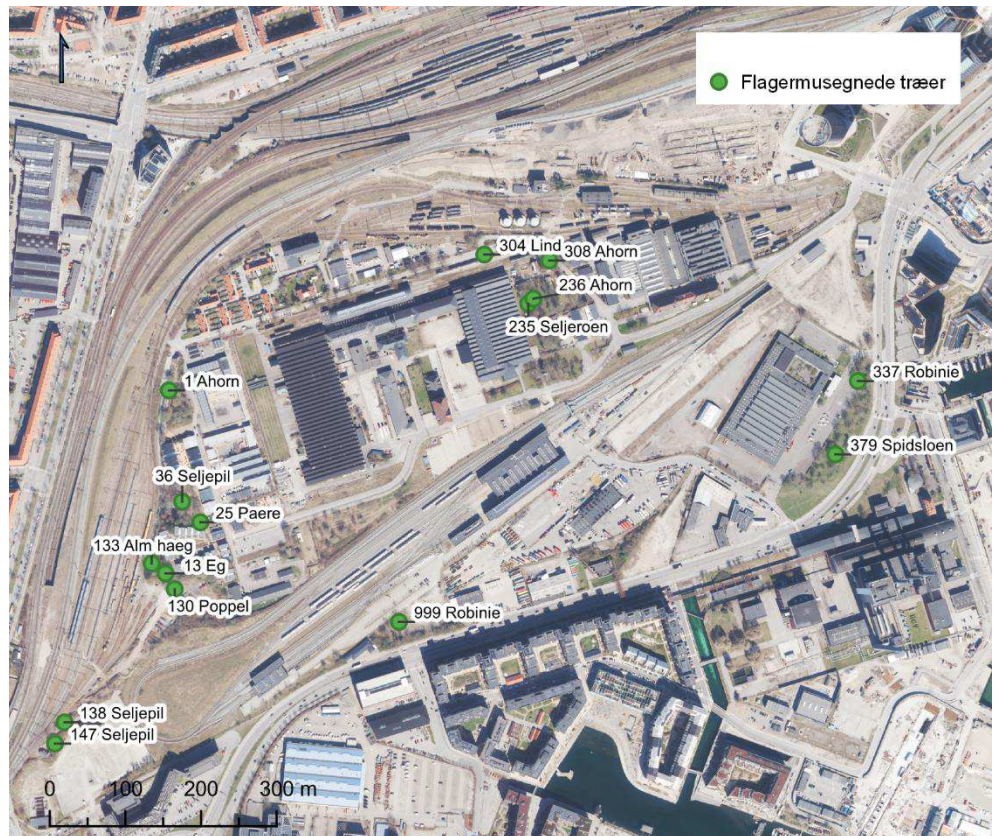 Flagermusegnede træer
304 Lind
308 Ahorn
236 Ahorn
235 Seljeroen
1 Ahorn
337 Robinie
379 Spidsloen
36 Seljepil
25 Paere
133 Alm haeg
13 Eg
130 Poppel
999 Robinie
138 Seljepil
147 Seljepil
0 100 200 300 m